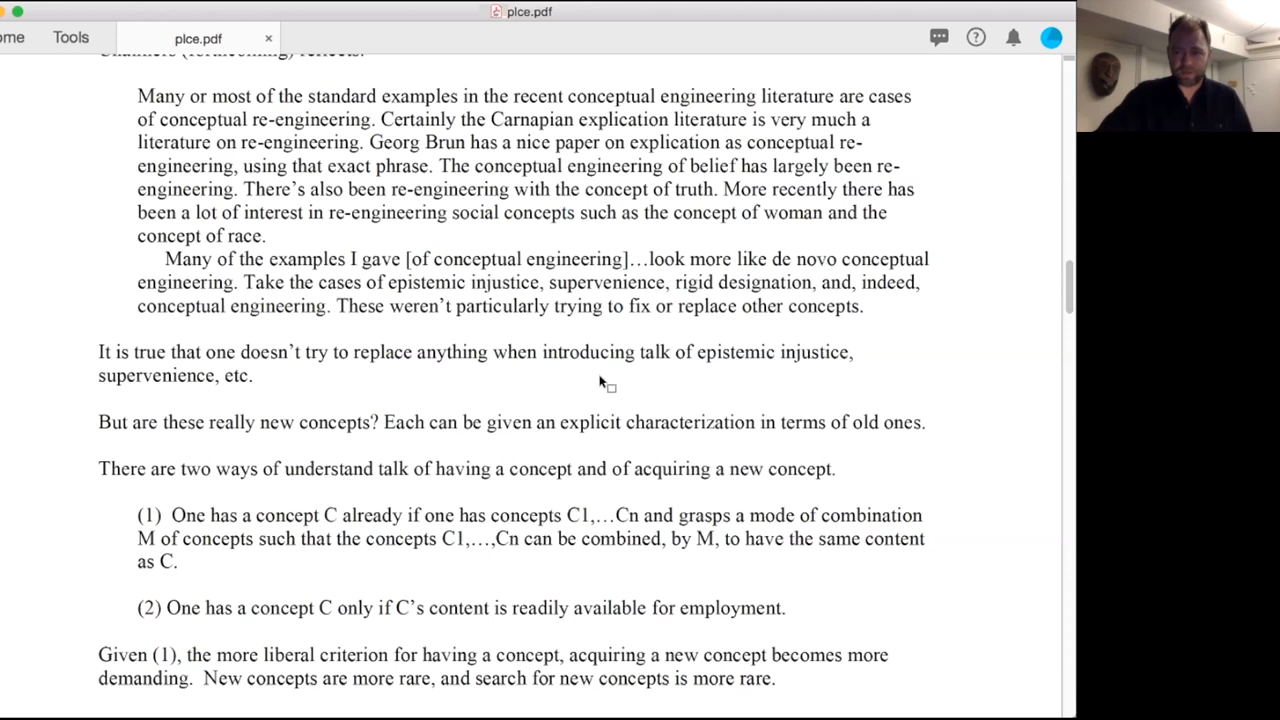 plce.pdf
ome Tools plce.pdf ×
Chalmers (forthcoming) reflects:
Many or most of the standard examples in the recent conceptual engineering literature are cases
of conceptual re-engineering. Certainly the Carnapian explication literature is very much a
literature on re-engineering. Georg Brun has a nice paper on explication as conceptual re-
engineering, using that exact phrase. The conceptual engineering of belief has largely been re-
engineering. There’s also been re-engineering with the concept of truth. More recently there has
been a lot of interest in re-engineering social concepts such as the concept of woman and the
concept of race.
Many of the examples I gave [of conceptual engineering]…look more like de novo conceptual
engineering. Take the cases of epistemic injustice, supervenience, rigid designation, and, indeed,
conceptual engineering. These weren’t particularly trying to fix or replace other concepts.
It is true that one doesn’t try to replace anything when introducing talk of epistemic injustice,
supervenience, etc.
But are these really new concepts? Each can be given an explicit characterization in terms of old ones.
There are two ways of understand talk of having a concept and of acquiring a new concept.
(1) One has a concept C already if one has concepts C1,…Cn and grasps a mode of combination
M of concepts such that the concepts C1,…,Cn can be combined, by M, to have the same content
as C.
(2) One has a concept C only if C’s content is readily available for employment.
Given (1), the more liberal criterion for having a concept, acquiring a new concept becomes more
demanding. New concepts are more rare, and search for new concepts is more rare.